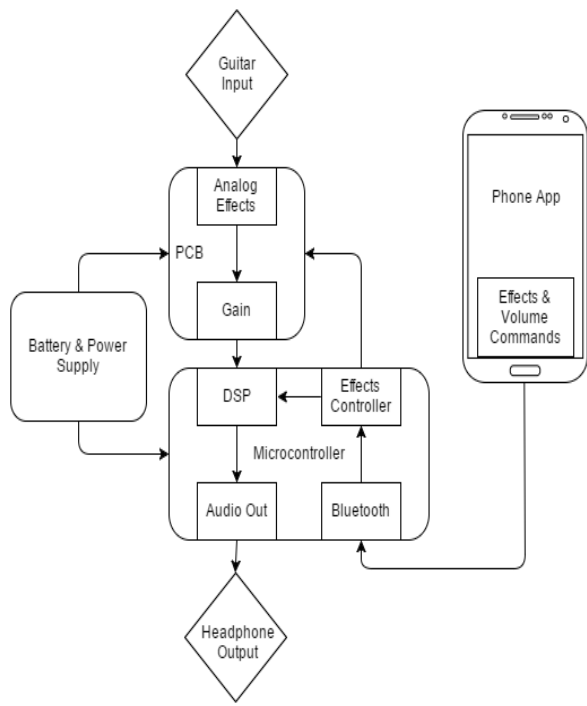 Guitar
Input
Analog
Effects
PCB
Gain
Battery & Power
Supply
DSP
Effects
Controller
Microcontroller
Audio Out
Bluetooth
Headphone
Output
Phone App
Effects &
Volume
Commands